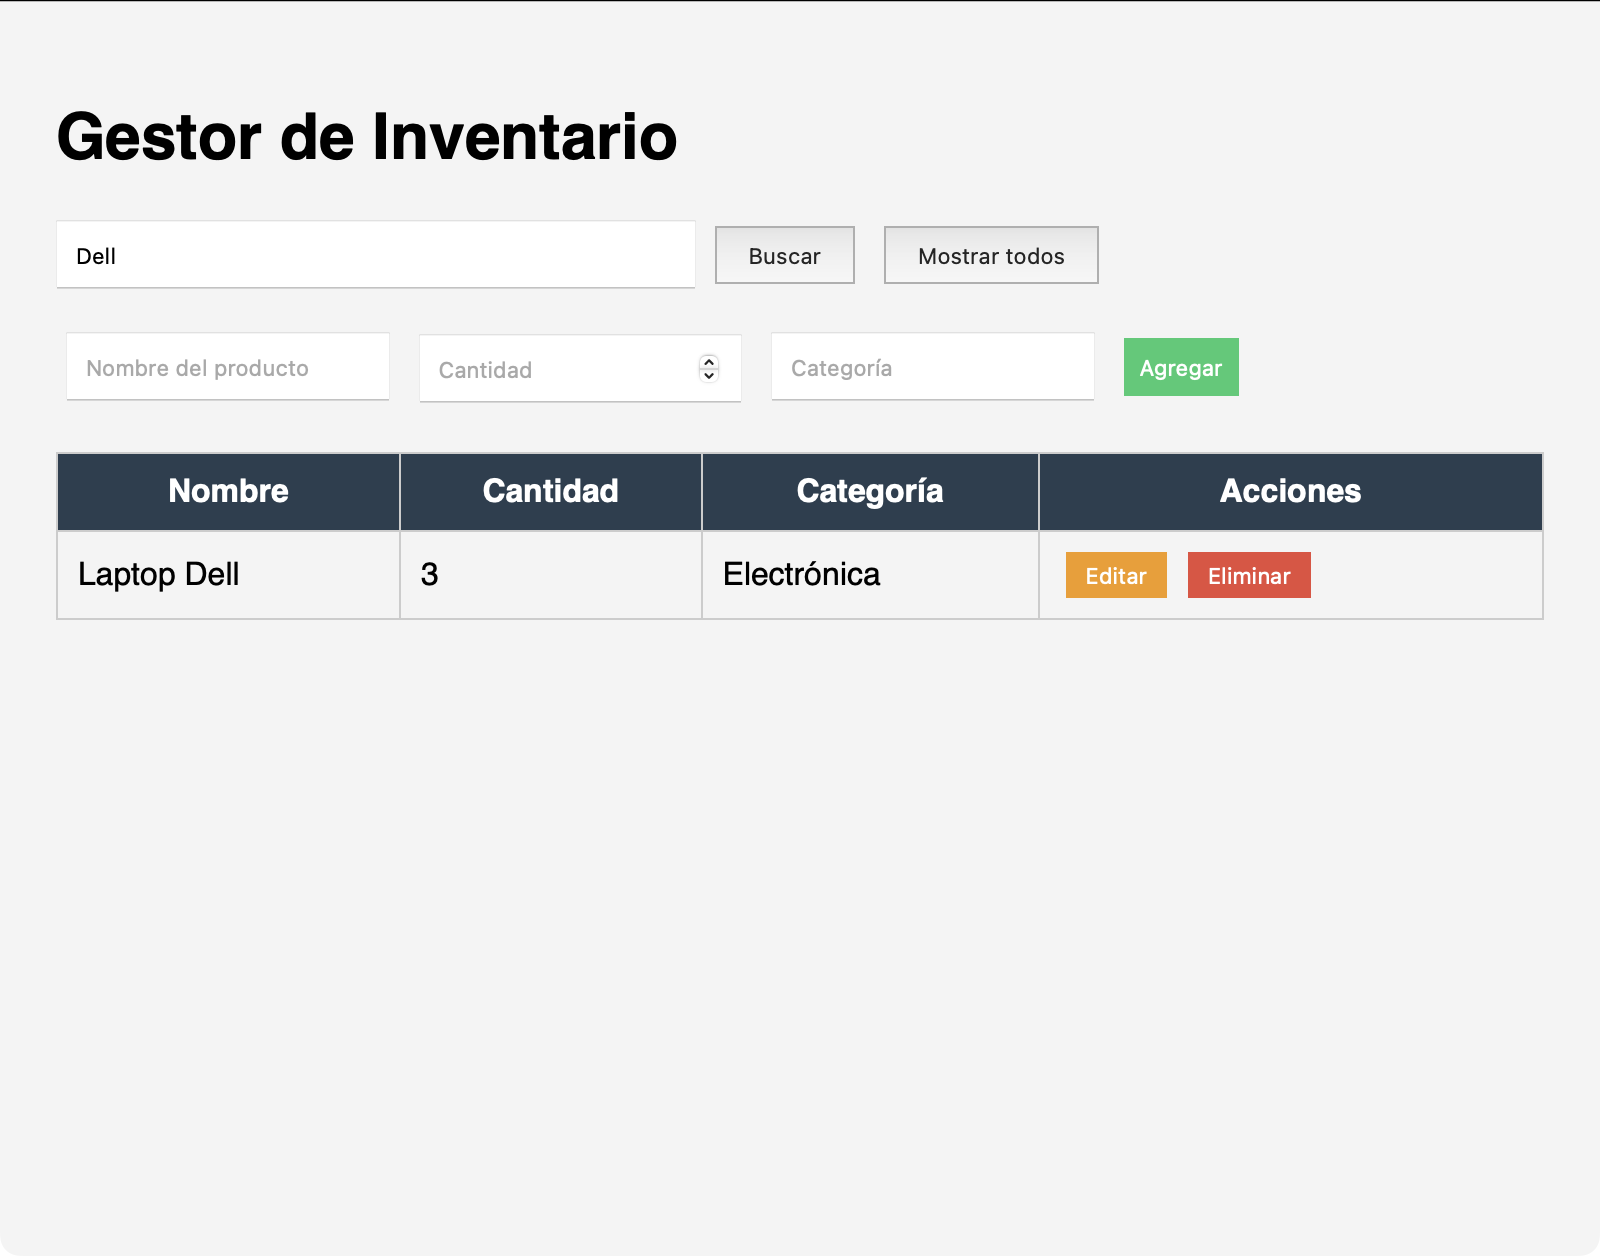 Gestor de Inventario
Dell Buscar Mostrar todos
Nombre del producto Cantidad Categoría Agregar
Nombre Cantidad Categoría Acciones
Laptop Dell 3 Electrónica Editar Eliminar